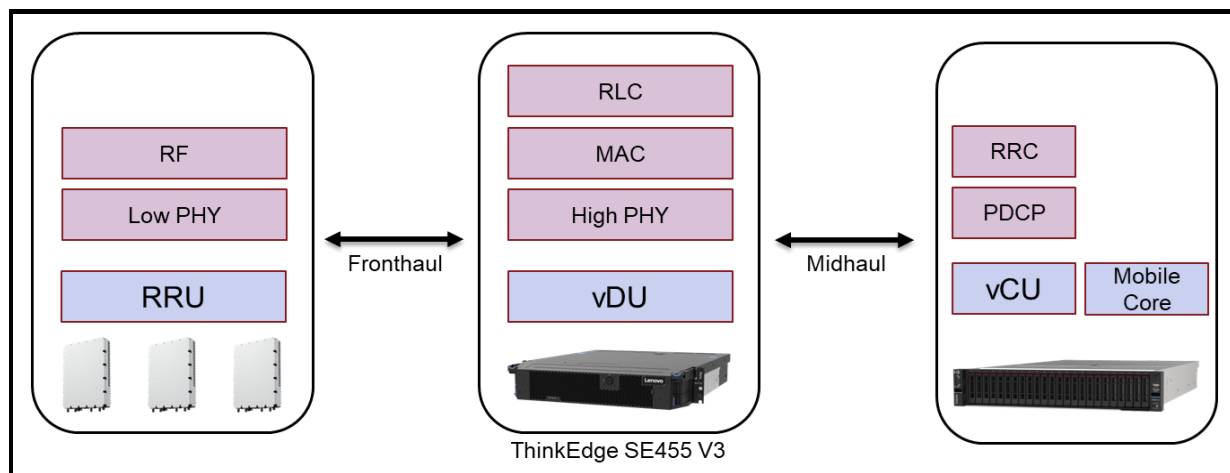 RF
Low PHY
RRU
Fronthaul
RLC
MAC
High PHY
vDU
Lenovo
ThinkEdge SE455 V3
Midhaul
RRC
PDCP
vCU
Mobile
Core